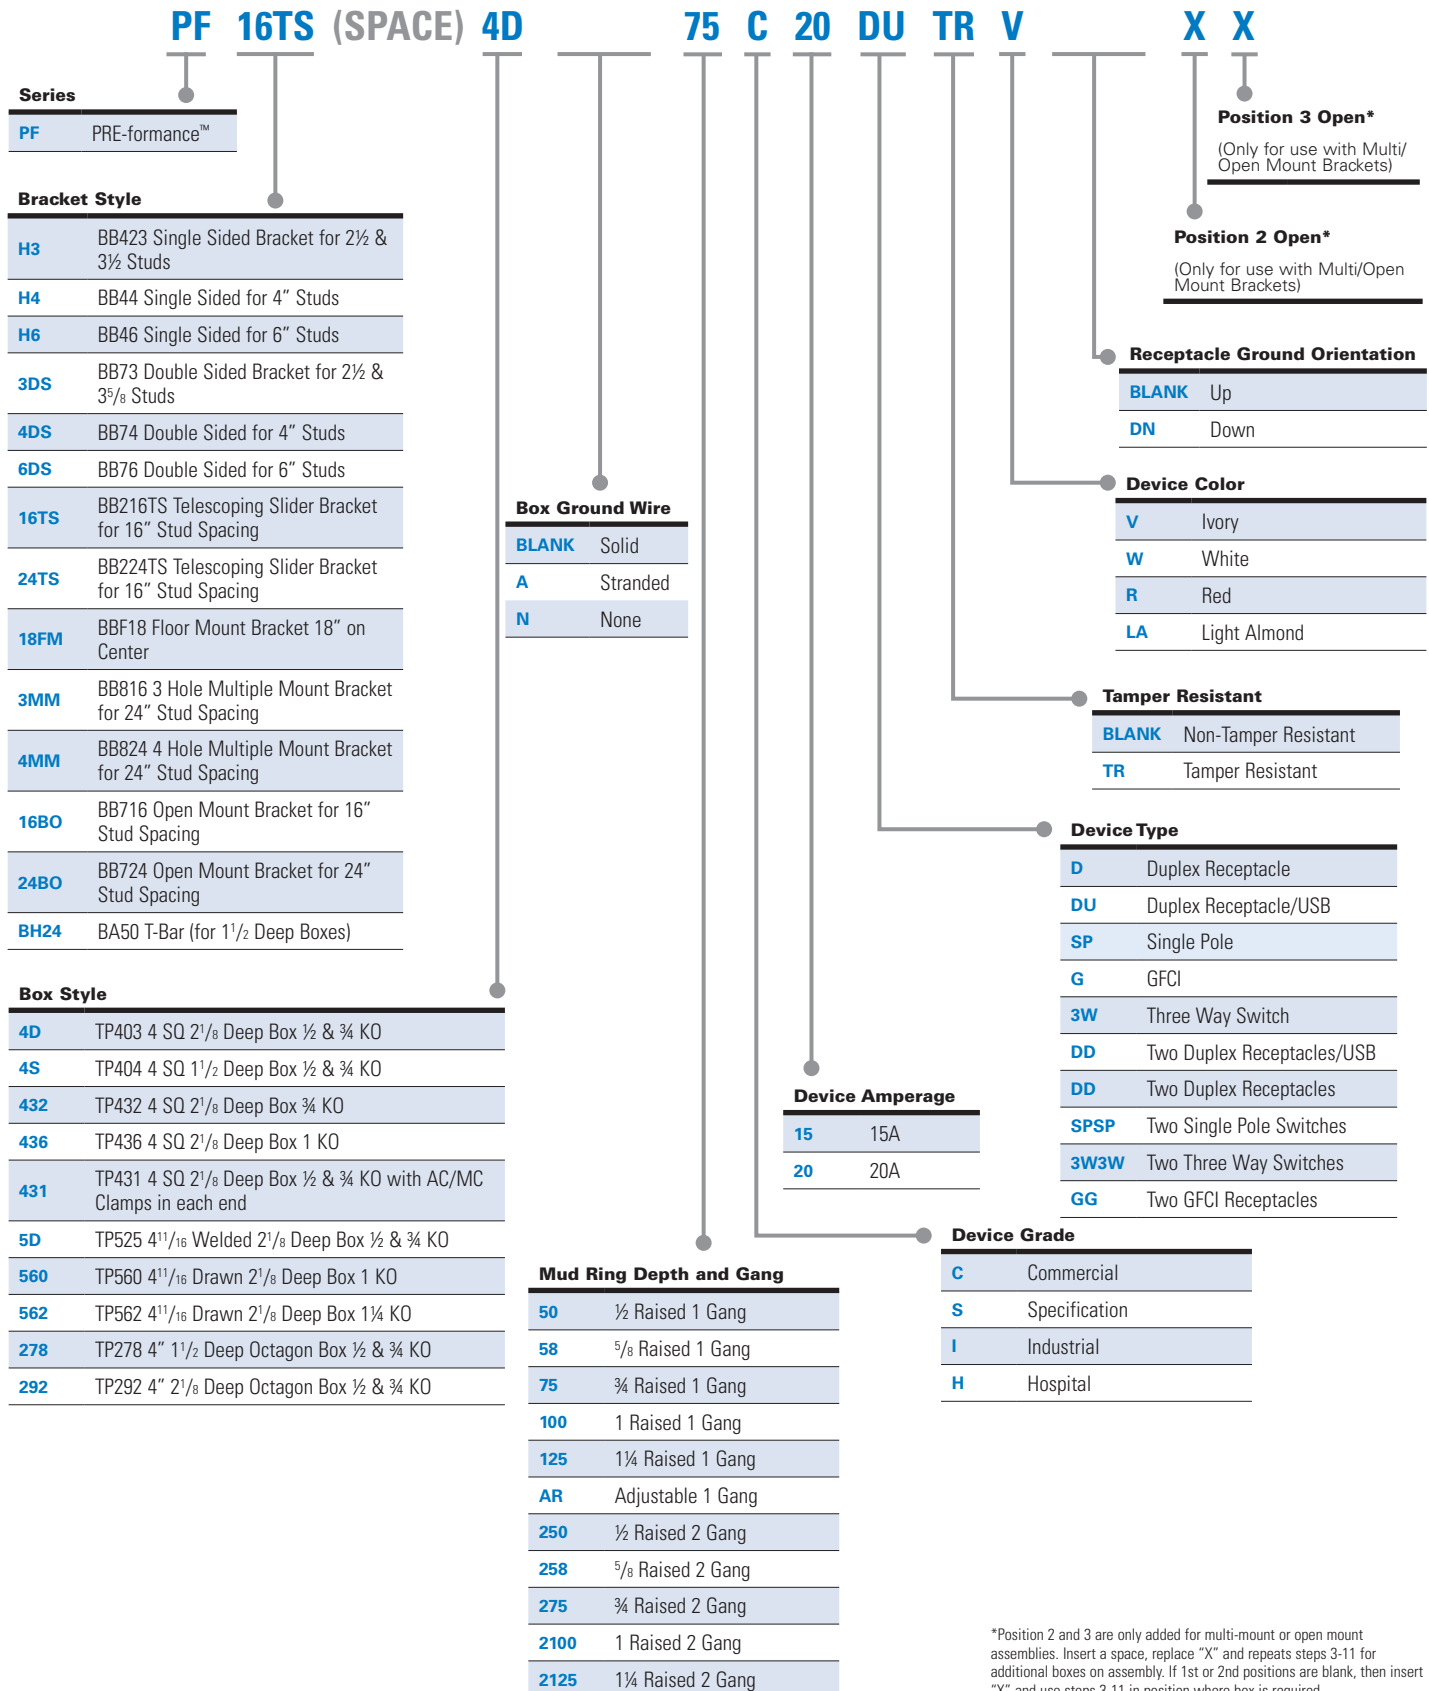 PF 16TS (SPACE) 4D 75 C 20 DU TR V X X
Series
PF PRE-formance™
Bracket Style
H3 BB423 Single Sided Bracket for 2½ &
3½ Studs
H4 BB44 Single Sided for 4” Studs
H6 BB46 Single Sided for 6” Studs
3DS BB73 Double Sided Bracket for 2½ &
3⁵/₈ Studs
4DS BB74 Double Sided for 4” Studs
6DS BB76 Double Sided for 6” Studs
16TS BB216TS Telescoping Slider Bracket
for 16” Stud Spacing
24TS BB224TS Telescoping Slider Bracket
for 16” Stud Spacing
18FM BBF18 Floor Mount Bracket 18” on
Center
3MM BB816 3 Hole Multiple Mount Bracket
for 24” Stud Spacing
4MM BB824 4 Hole Multiple Mount Bracket
for 24” Stud Spacing
16BO BB716 Open Mount Bracket for 16”
Stud Spacing
24BO BB724 Open Mount Bracket for 24”
Stud Spacing
BH24 BA50 T-Bar (for 1¹/₂ Deep Boxes)
Box Style
4D TP403 4 SQ 2¹/₈ Deep Box ½ & ¾ KO
4S TP404 4 SQ 1¹/₂ Deep Box ½ & ¾ KO
432 TP432 4 SQ 2¹/₈ Deep Box ¾ KO
436 TP436 4 SQ 2¹/₈ Deep Box 1 KO
431 TP431 4 SQ 2¹/₈ Deep Box ½ & ¾ KO with AC/MC
Clamps in each end
5D TP525 4¹¹/₁₆ Welded 2¹/₈ Deep Box ½ & ¾ KO
560 TP560 4¹¹/₁₆ Drawn 2¹/₈ Deep Box 1 KO
562 TP562 4¹¹/₁₆ Drawn 2¹/₈ Deep Box 1¼ KO
278 TP278 4” 1¹/₂ Deep Octagon Box ½ & ¾ KO
292 TP292 4” 2¹/₈ Deep Octagon Box ½ & ¾ KO
Box Ground Wire
BLANK Solid
A Stranded
N None
Mud Ring Depth and Gang
50 ½ Raised 1 Gang
58 ⁵/₈ Raised 1 Gang
75 ¾ Raised 1 Gang
100 1 Raised 1 Gang
125 1¼ Raised 1 Gang
AR Adjustable 1 Gang
250 ½ Raised 2 Gang
258 ⁵/₈ Raised 2 Gang
275 ¾ Raised 2 Gang
2100 1 Raised 2 Gang
2125 1¼ Raised 2 Gang
Device Grade
C Commercial
S Specification
I Industrial
H Hospital
Device Amperage
15 15A
20 20A
Device Type
D Duplex Receptacle
DU Duplex Receptacle/USB
SP Single Pole
G GFCI
3W Three Way Switch
DD Two Duplex Receptacles/USB
DD Two Duplex Receptacles
SPSP Two Single Pole Switches
3W3W Two Three Way Switches
GG Two GFCI Receptacles
Tamper Resistant
BLANK Non-Tamper Resistant
TR Tamper Resistant
Device Color
V Ivory
W White
R Red
LA Light Almond
Receptacle Ground Orientation
BLANK Up
DN Down
Position 2 Open*
(Only for use with Multi/Open
Mount Brackets)
Position 3 Open*
(Only for use with Multi/
Open Mount Brackets)
*Position 2 and 3 are only added for multi-mount or open mount
assemblies. Insert a space, replace “X” and repeats steps 3-11 for
additional boxes on assembly. If 1st or 2nd positions are blank, then insert
“X” and use steps 3-11 in position where box is required.